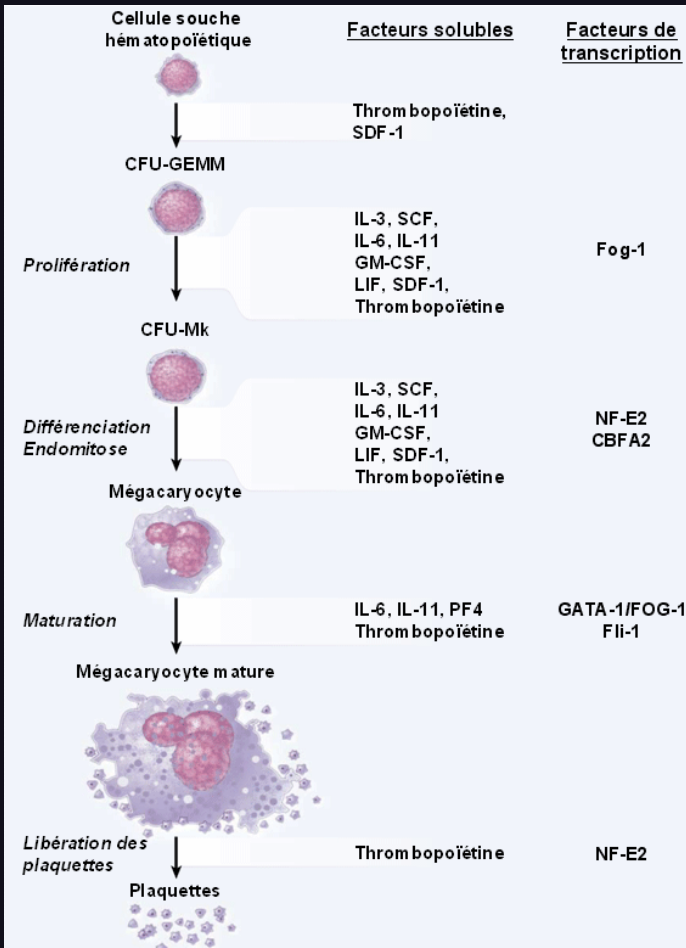 Cellule souche
hématopoïétique
Facteurs solubles
Facteurs de
transcription
Thrombopoïétine,
SDF-1
CFU-GEMM
Prolifération
IL-3, SCF,
IL-6, IL-11
GM-CSF,
LIF, SDF-1,
Thrombopoïétine
Fog-1
CFU-Mk
Différenciation
Endomitose
IL-3, SCF,
IL-6, IL-11
GM-CSF,
LIF, SDF-1,
Thrombopoïétine
NF-E2
CBFA2
Mégacaryocyte
Maturation
IL-6, IL-11, PF4
Thrombopoïétine
GATA-1/FOG-1
Fli-1
Mégacaryocyte mature
Libération des
plaquettes
Thrombopoïétine
NF-E2
Plaquettes